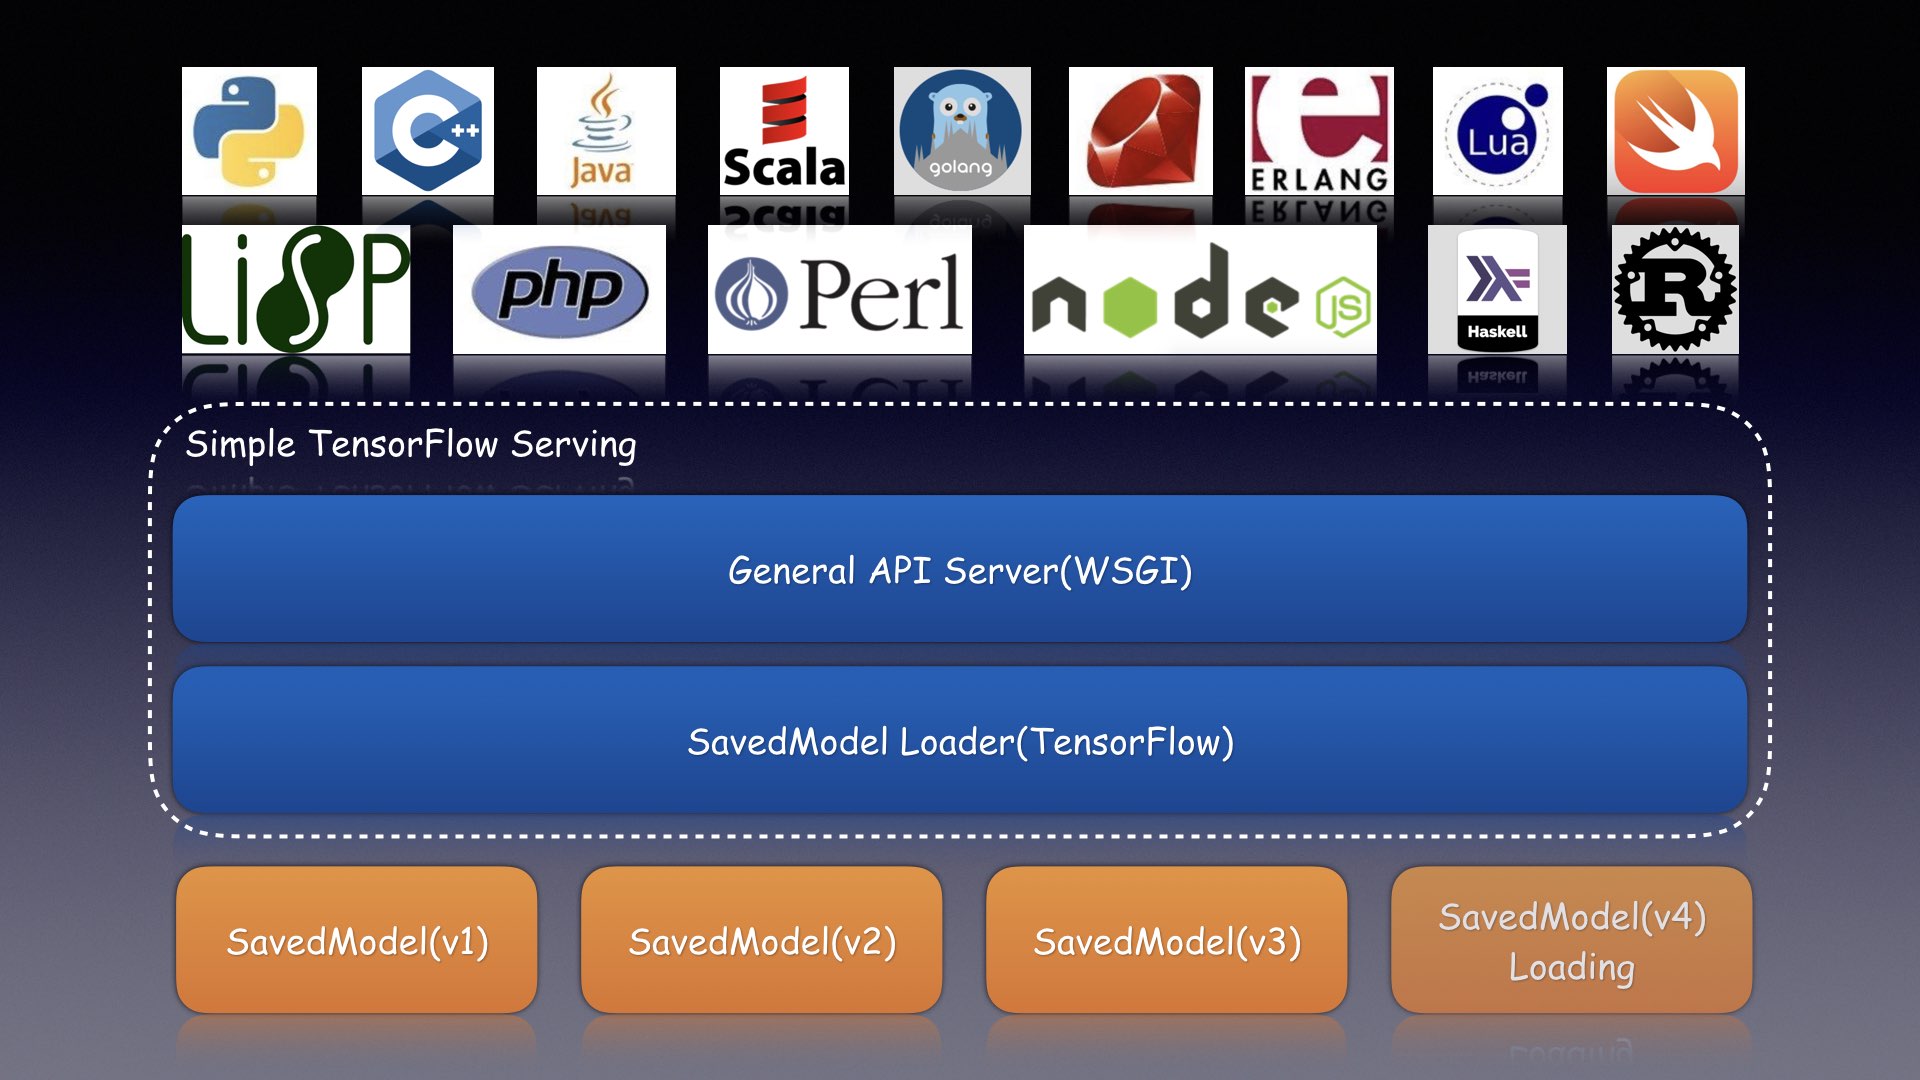 C++
Java
Scala
golang
e
ERLANG
Lua
LiSP
php
Perl
node JS
Haskell
R
Simple TensorFlow Serving
General API Server(WSGI)
SavedModel Loader(TensorFlow)
SavedModel(v1)
SavedModel(v2)
SavedModel(v3)
SavedModel(v4)
Loading